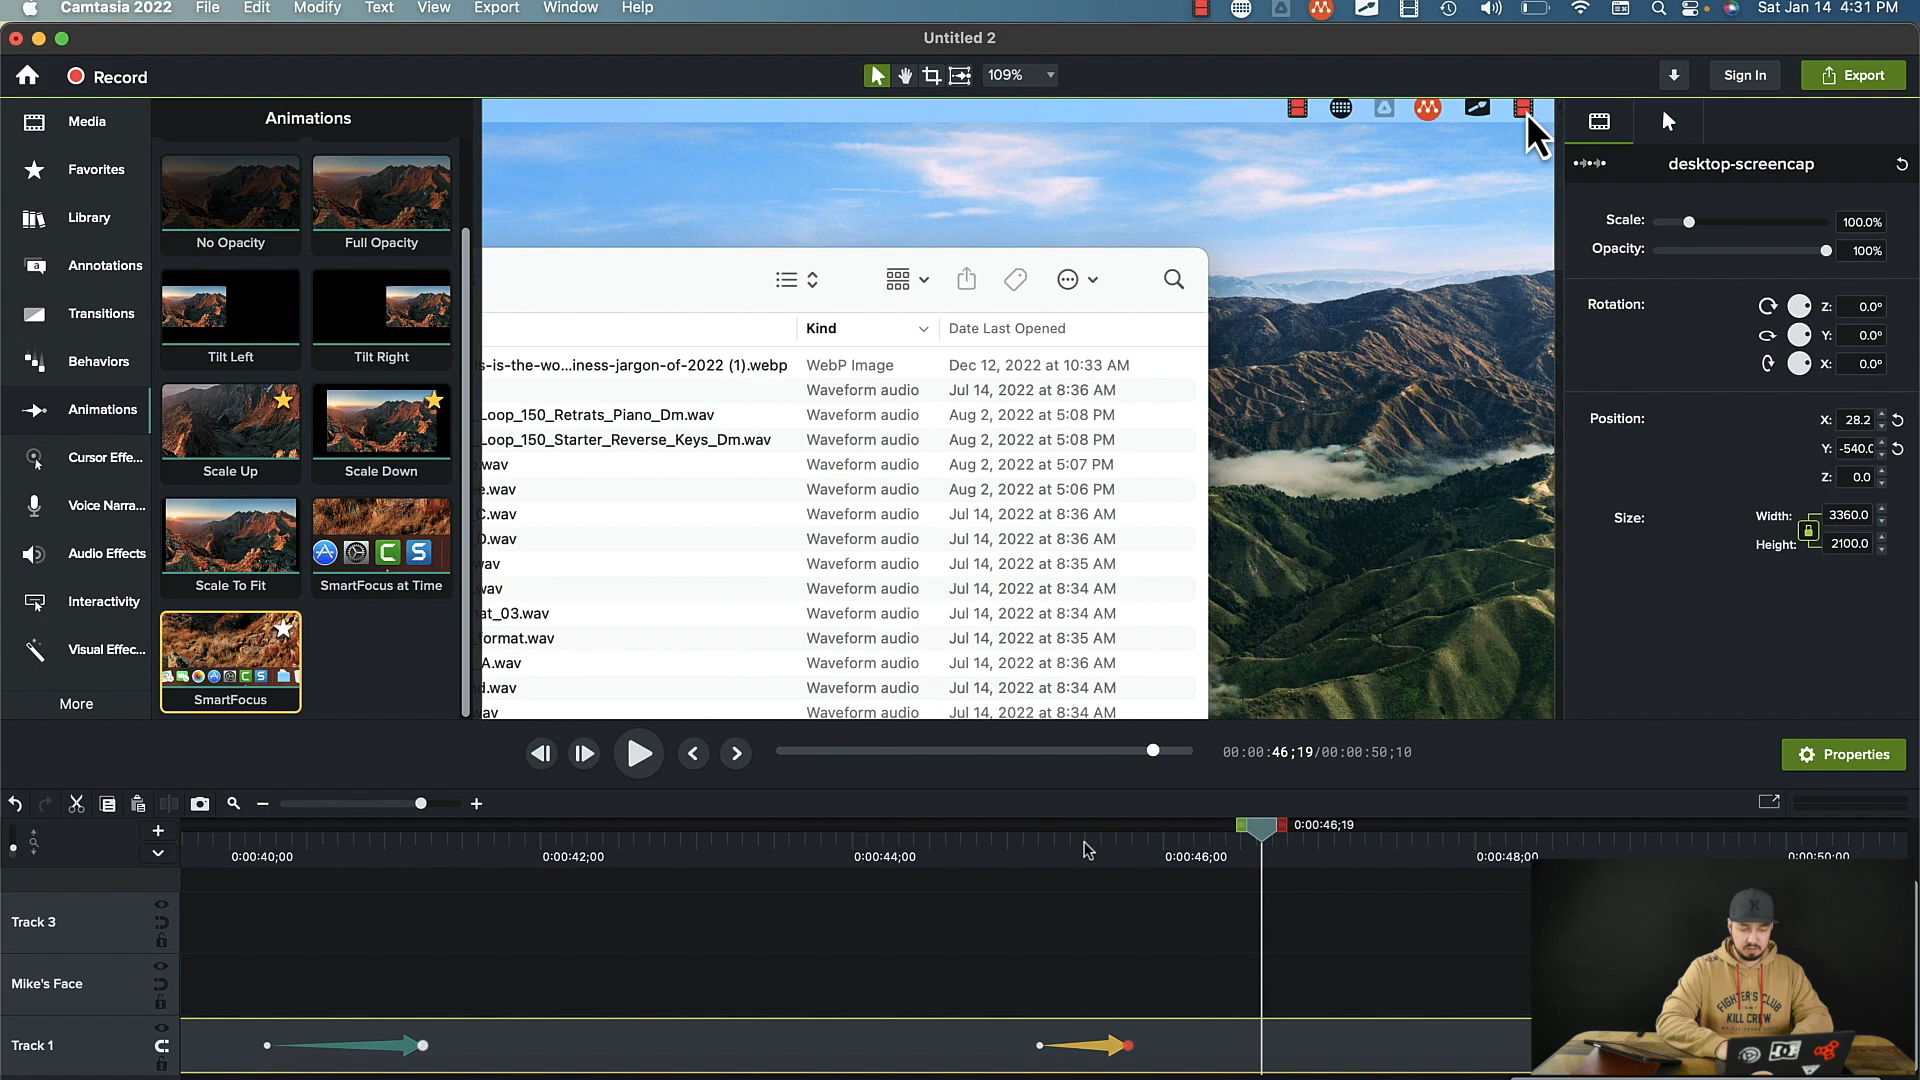 Camtasia 2022 File Edit Modify Text View Export Window Help Sat Jan 14 4:31 PM
Untitled 2
Record 109% Sign In Export
Media
Favorites
Library
Annotations
Transitions
Behaviors
Animations
Cursor Effe...
Voice Narra...
Audio Effects
Interactivity
Visual Effec...
More
Animations
No Opacity Full Opacity
Tilt Left Tilt Right
Scale Up Scale Down
Scale To Fit SmartFocus at Time
SmartFocus
Kind Date Last Opened
s-is-the-wo...iness-jargon-of-2022 (1).webp WebP Image Dec 12, 2022 at 10:33 AM
Waveform audio Jul 14, 2022 at 8:36 AM
Loop_150_Retrats_Piano_Dm.wav Waveform audio Aug 2, 2022 at 5:08 PM
Loop_150_Starter_Reverse_Keys_Dm.wav Waveform audio Aug 2, 2022 at 5:08 PM
.wav Waveform audio Aug 2, 2022 at 5:07 PM
e.wav Waveform audio Aug 2, 2022 at 5:06 PM
C.wav Waveform audio Jul 14, 2022 at 8:36 AM
D.wav Waveform audio Jul 14, 2022 at 8:36 AM
wav Waveform audio Jul 14, 2022 at 8:35 AM
.wav Waveform audio Jul 14, 2022 at 8:34 AM
at_03.wav Waveform audio Jul 14, 2022 at 8:34 AM
format.wav Waveform audio Jul 14, 2022 at 8:35 AM
A.wav Waveform audio Jul 14, 2022 at 8:36 AM
d.wav Waveform audio Jul 14, 2022 at 8:34 AM
av Waveform audio Jul 14, 2022 at 8:34 AM
desktop-screencap
Scale: 100.0%
Opacity: 100%
Rotation: Z: 0.0°
Y: 0.0°
X: 0.0°
Position: X: 28.2
Y: -540.0
Z: 0.0
Size: Width: 3360.0
Height: 2100.0
00:00:46;19/00:00:50;10
Properties
0:00:46;19
0:00:40;00 0:00:42;00 0:00:44;00 0:00:46;00 0:00:48;00 0:00:50;00
Track 3
Mike's Face
Track 1
FIGHTER'S CLUB
KILL CREW